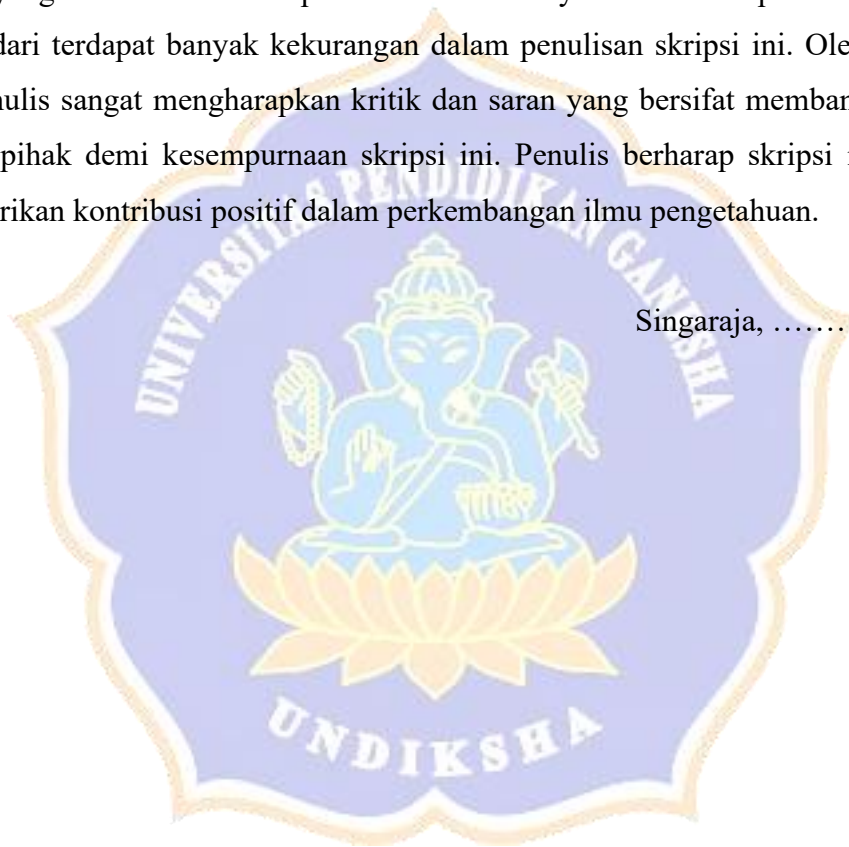 dari terdapat banyak kekurangan dalam penulisan skripsi ini. Ole
nulis sangat mengharapkan kritik dan saran yang bersifat memban
pihak demi kesempurnaan skripsi ini. Penulis berharap skripsi i
rikan kontribusi positif dalam perkembangan ilmu pengetahuan.
UNIVERSITAS PENDIDIKAN GANESHA
Singaraja, …….
UNDIKSHA